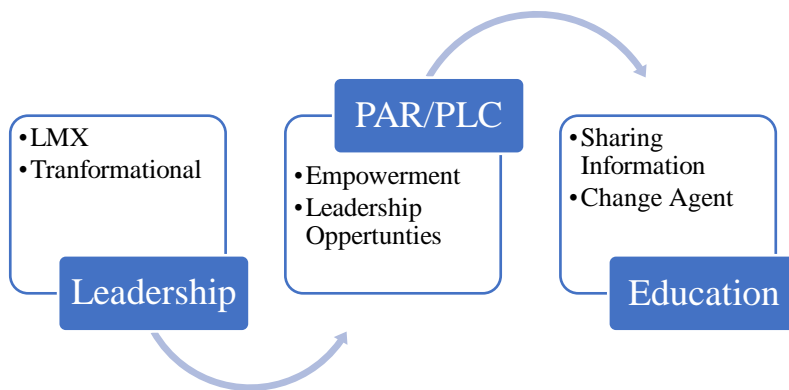 •LMX
•Tranformational
Leadership
PAR/PLC
•Empowerment
•Leadership
Oppertunties
•Sharing
Information
•Change Agent
Education